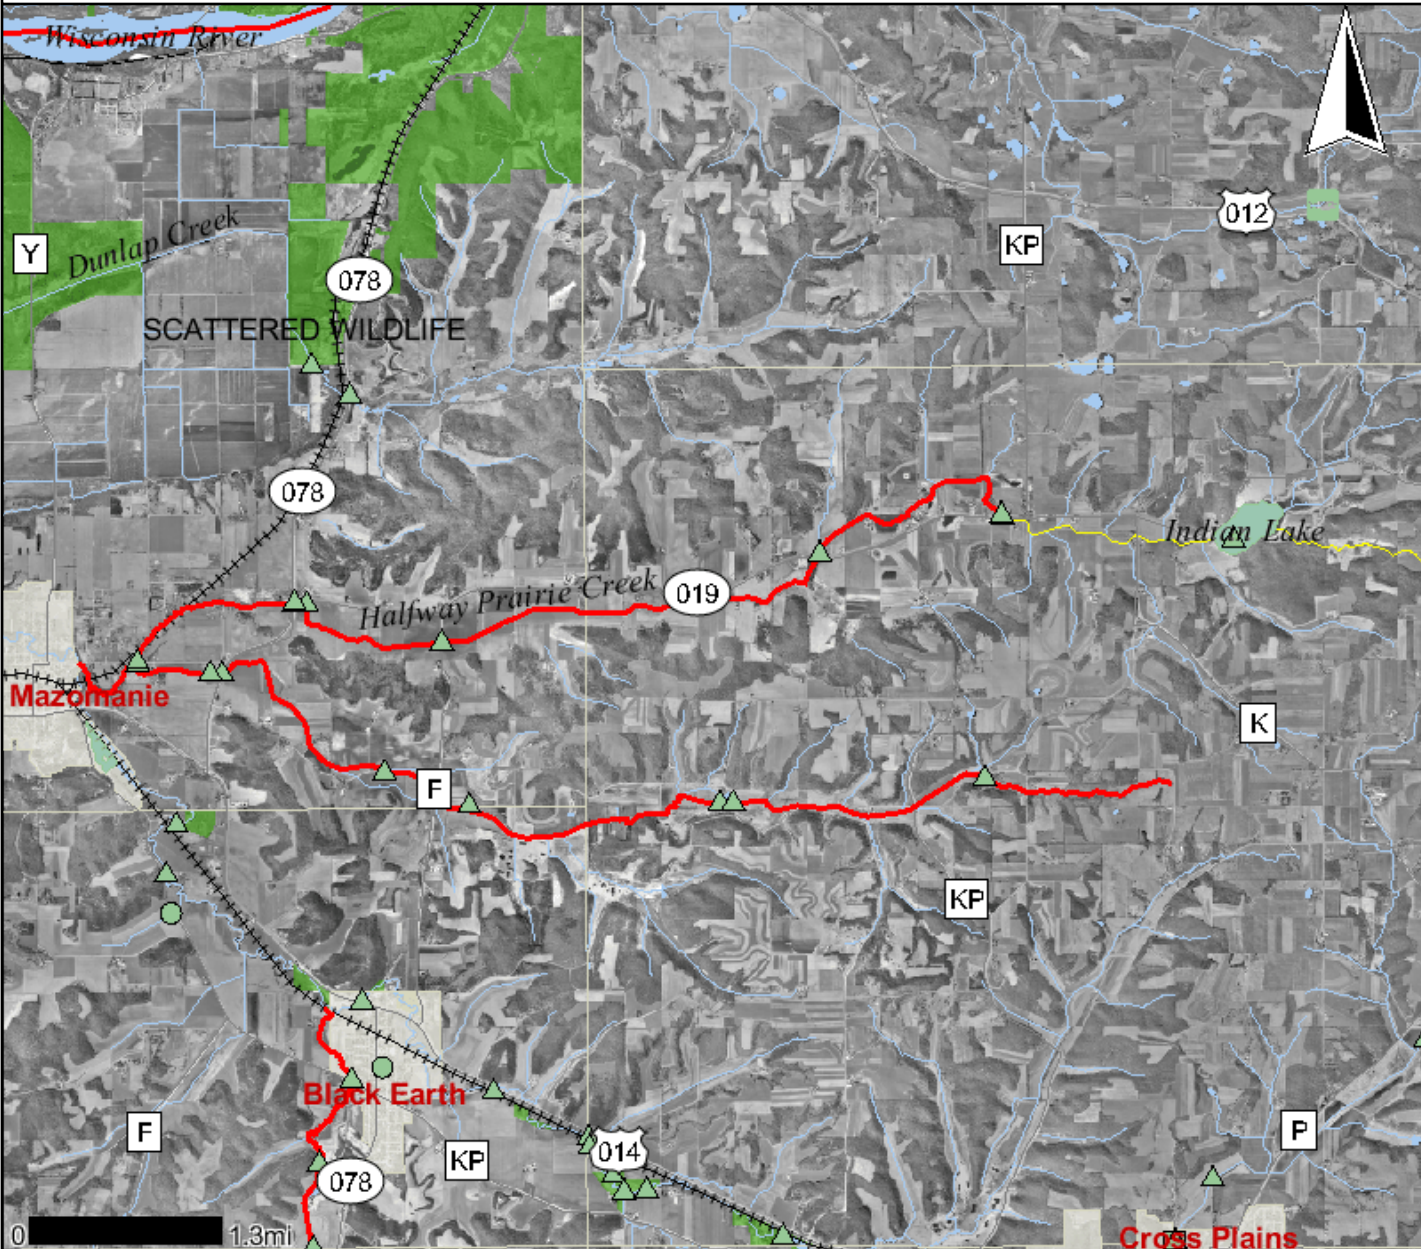 Wisconsin River
012
KP
Dunlap Creek
Y
078
SCATTERED WILDLIFE
078
Indian Lake
Halfway Prairie Creek
019
Mazomanie
K
F
KP
Black Earth
F
P
014
KP
078
0
1.3mi
Cross Plains